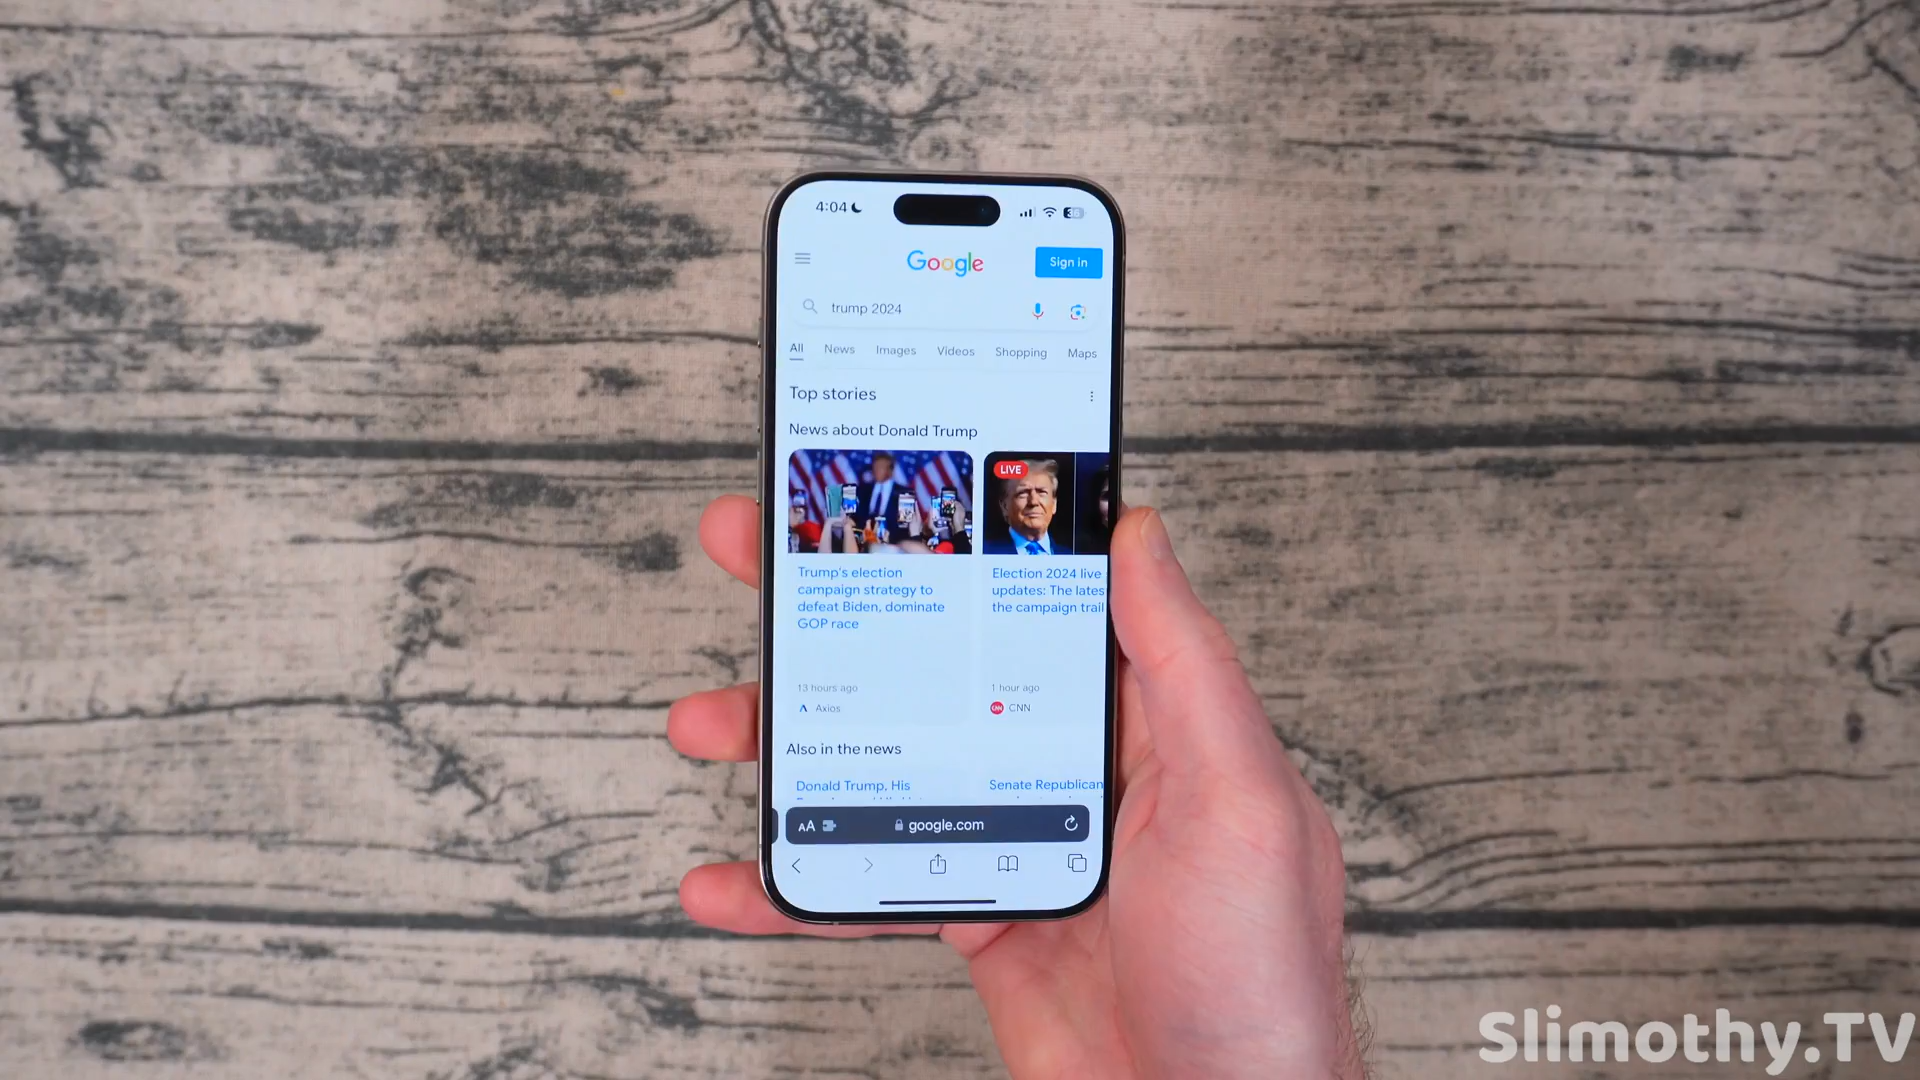 4:04
Google
Sign in
trump 2024
All News Images Videos Shopping Maps
Top stories
News about Donald Trump
LIVE
Trump's election
campaign strategy to
defeat Biden, dominate
GOP race
13 hours ago
Axios
Election 2024 live
updates: The lates
the campaign trail
1 hour ago
CNN
Also in the news
Donald Trump, His
Senate Republican
AA google.com
Slimothy.TV